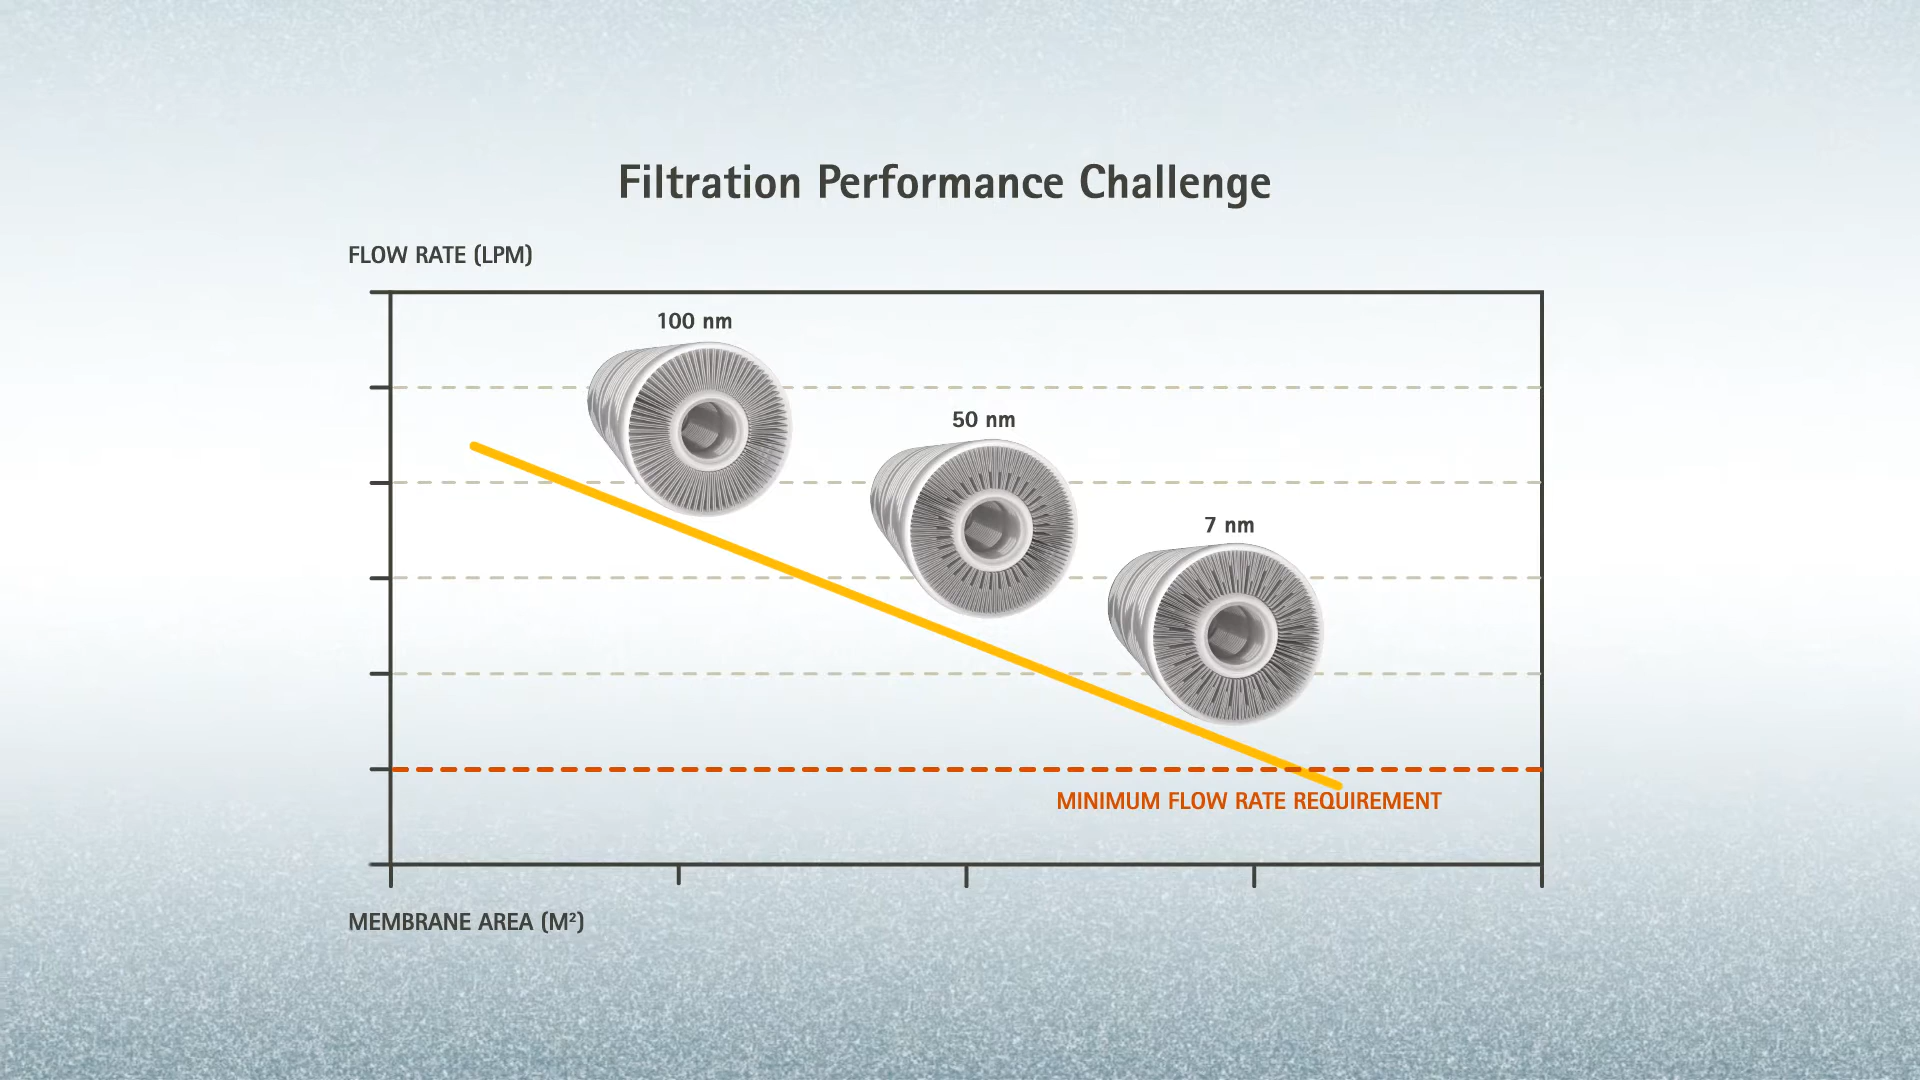 Filtration Performance Challenge
FLOW RATE (LPM)
100 nm
50 nm
7 nm
MINIMUM FLOW RATE REQUIREMENT
MEMBRANE AREA (M²)